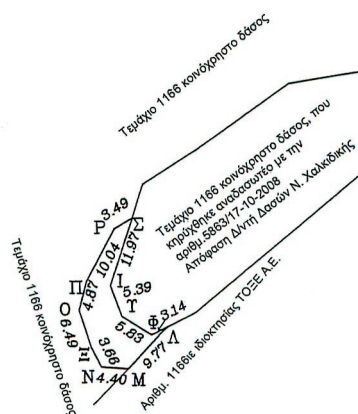 Τεμάχιο 1166 κοινόχρηστο δάσος
Τεμάχιο 1166 κοινόχρηστο δάσος, που
κηρύχθηκε αναδασωτέο με την
αριθμ.5863/17-10-2008
Απόφαση Δ/ντή Δασών Ν. Χαλκιδικής
Ρ 3.49 Σ
10.04 11.97
Π 4.87 Ι 5.39
Τ
Ο 6.49 5.83 Φ 3.14
Ξ 3.66 9.77 Λ
Ν 4.40 Μ
Τεμάχιο 1166 κοινόχρηστο δάσος
Αριθμ. 1166ιε ιδιοκτησίας ΤΟΞΕ Α.Ε.